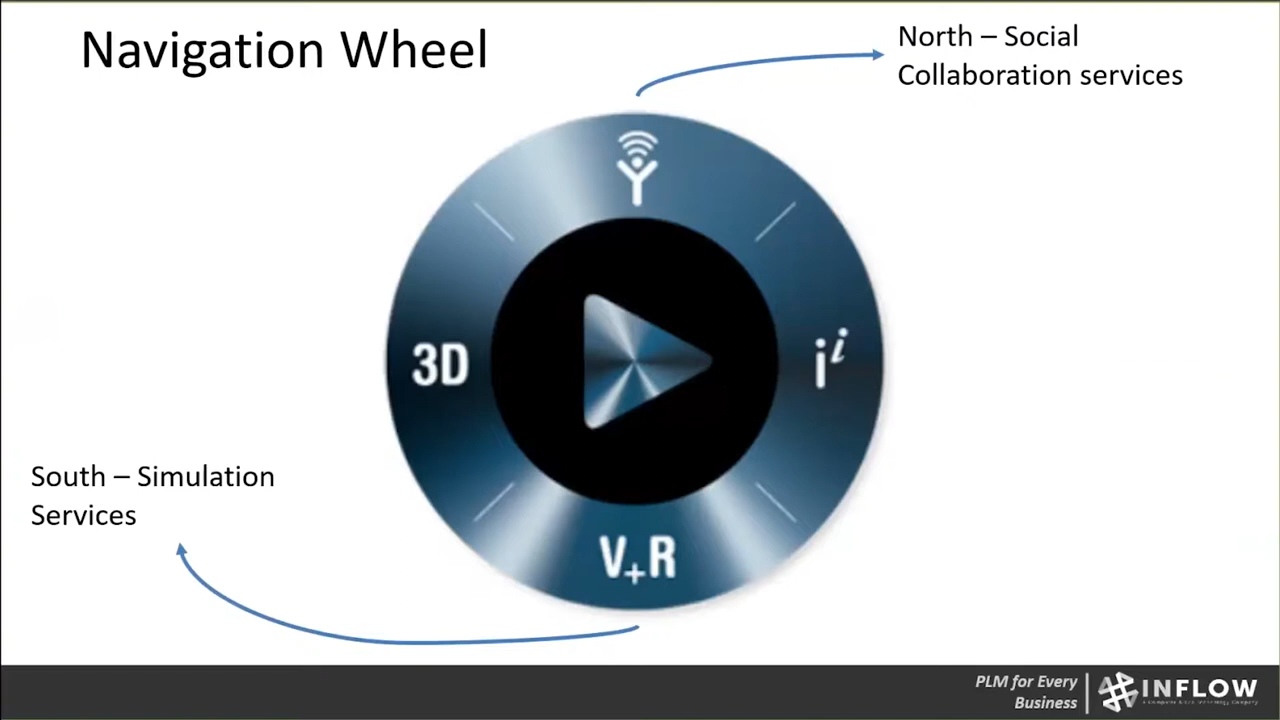 Navigation Wheel
North – Social
Collaboration services
3D
i i
South – Simulation
Services
V+R
PLM for Every
Business
INFLOW